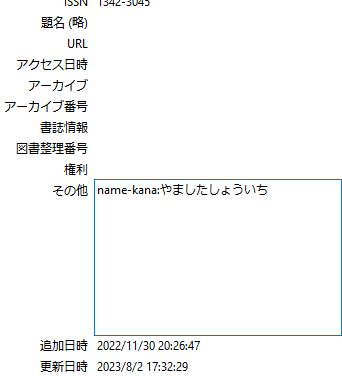 ISSN 1342-3045
題名 (略)
URL
アクセス日時
アーカイブ
アーカイブ番号
書誌情報
図書整理番号
権利
その他 name-kana:やましたしょういち
追加日時 2022/11/30 20:26:47
更新日時 2023/8/2 17:32:29